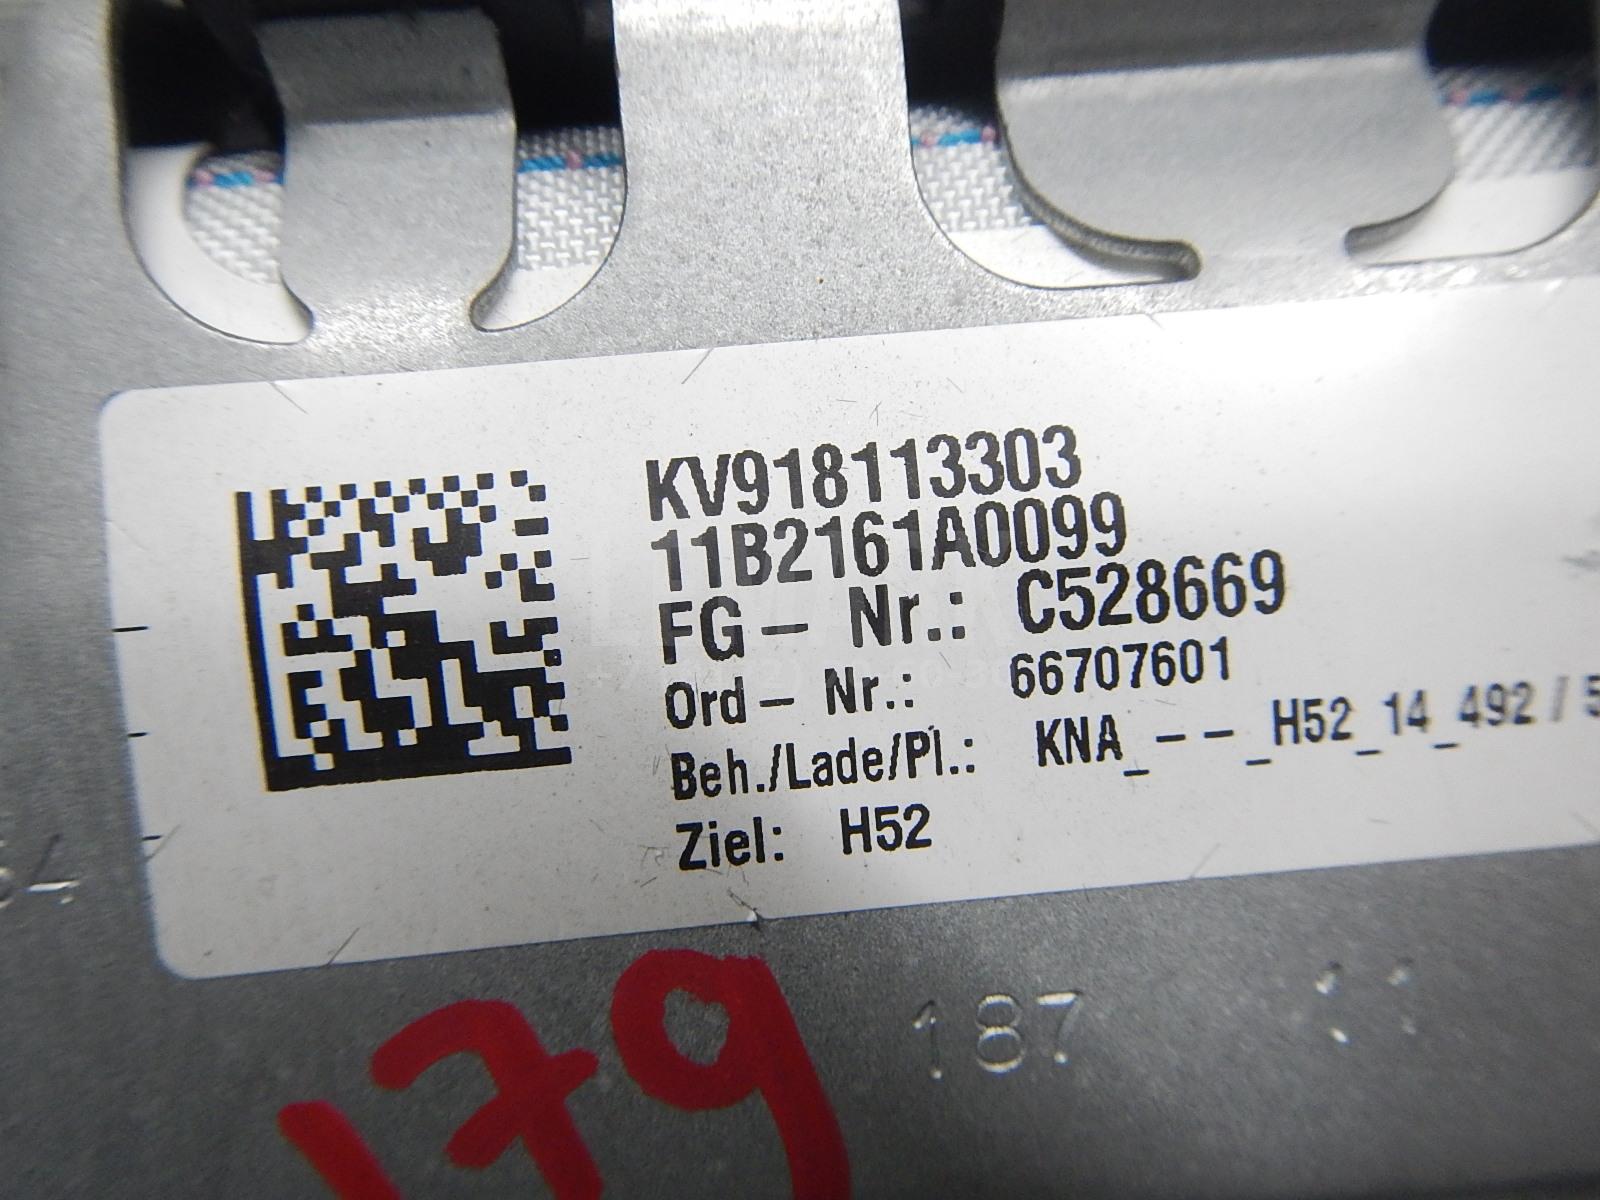 KV918113303
11B2161A0099
FG- Nr.: C528669
Ord- Nr.: 66707601
Beh./Lade/Pl.: KNA_--_H52_14_492/5
Ziel: H52
187
179